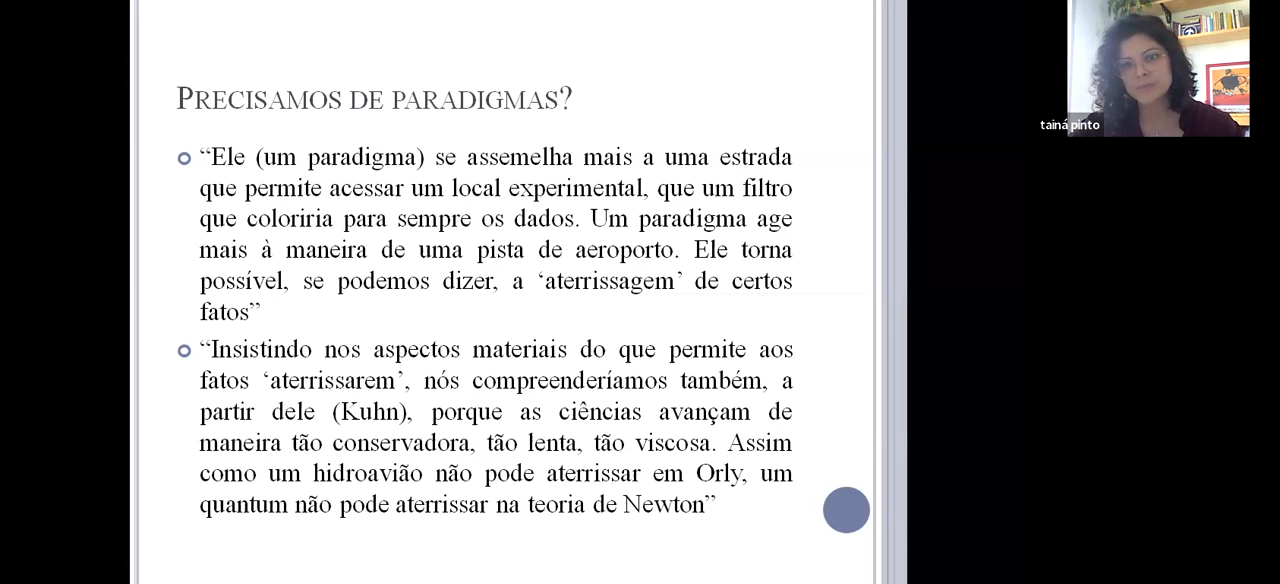 PRECISAMOS DE PARADIGMAS?
“Ele (um paradigma) se assemelha mais a uma estrada
que permite acessar um local experimental, que um filtro
que coloriria para sempre os dados. Um paradigma age
mais à maneira de uma pista de aeroporto. Ele torna
possível, se podemos dizer, a ‘aterrissagem’ de certos
fatos”
“Insistindo nos aspectos materiais do que permite aos
fatos ‘aterrissarem’, nós compreenderíamos também, a
partir dele (Kuhn), porque as ciências avançam de
maneira tão conservadora, tão lenta, tão viscosa. Assim
como um hidroavião não pode aterrissar em Orly, um
quantum não pode aterrissar na teoria de Newton”
tainá pinto